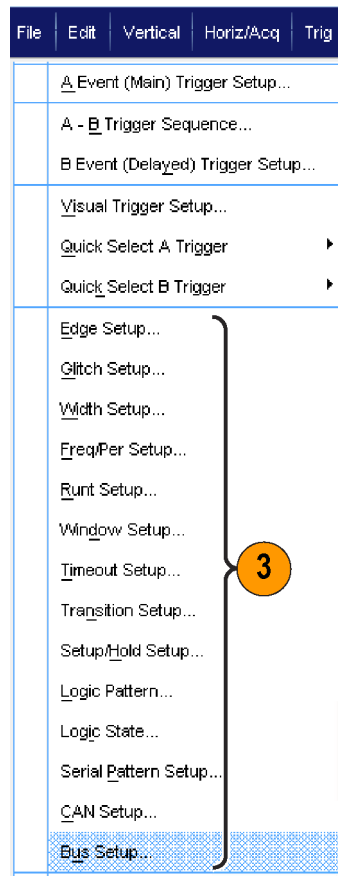 File Edit Vertical Horiz/Acq Trig
A Event (Main) Trigger Setup...
A - B Trigger Sequence...
B Event (Delayed) Trigger Setup...
Visual Trigger Setup...
Quick Select A Trigger
Quick Select B Trigger
Edge Setup...
Glitch Setup...
Width Setup...
Freq/Per Setup...
Runt Setup...
Window Setup...
Timeout Setup...
3
Transition Setup...
Setup/Hold Setup...
Logic Pattern...
Logic State...
Serial Pattern Setup...
CAN Setup...
Bus Setup...